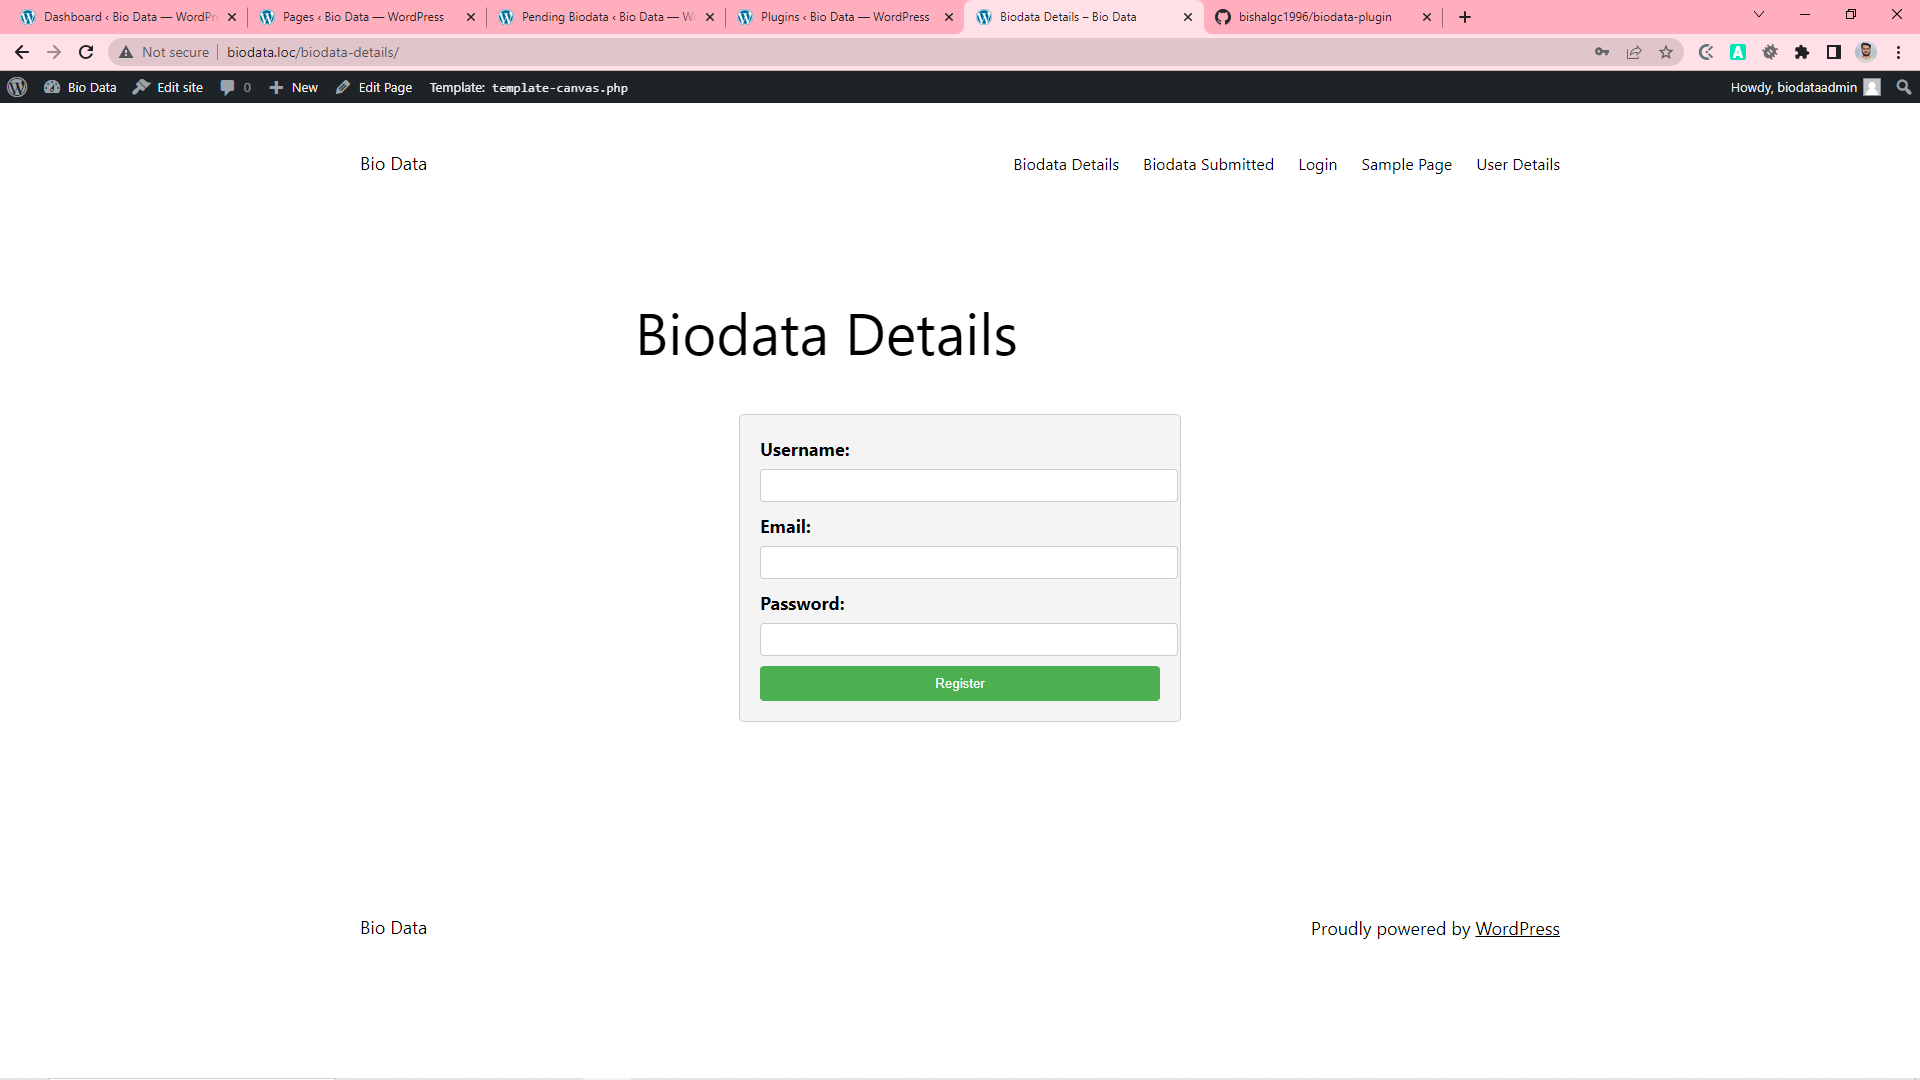 Dashboard ‹ Bio Data — WordPr
Pages ‹ Bio Data — WordPress
Pending Biodata ‹ Bio Data — Wo
Plugins ‹ Bio Data — WordPress
Biodata Details – Bio Data
bishalgc1996/biodata-plugin
Not secure
biodata.loc/biodata-details/
A
Bio Data
Edit site
0
New
Edit Page
Template: template-canvas.php
Howdy, biodataadmin
Bio Data
Biodata Details
Biodata Submitted
Login
Sample Page
User Details
Biodata Details
Username:
Email:
Password:
Register
Bio Data
Proudly powered by WordPress